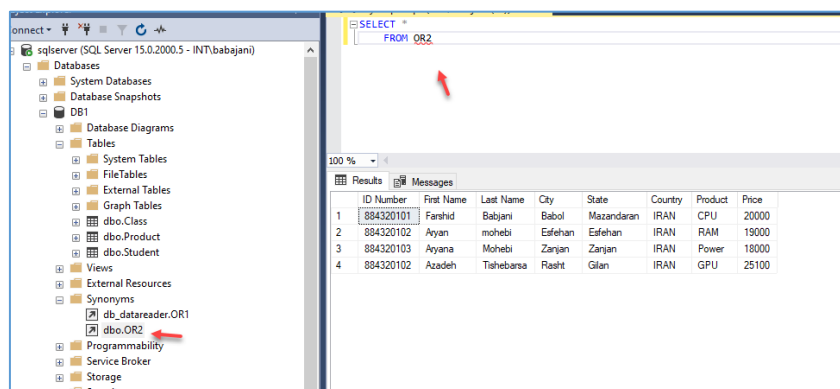 onnect
sqlserver (SQL Server 15.0.2000.5 - INT\babajani)
Databases
System Databases
Database Snapshots
DB1
Database Diagrams
Tables
System Tables
FileTables
External Tables
Graph Tables
dbo.Class
dbo.Product
dbo.Student
Views
External Resources
Synonyms
db_datareader.OR1
dbo.OR2
Programmability
Service Broker
Storage
SELECT *
FROM OR2
100 %
Results Messages
ID Number First Name Last Name City State Country Product Price
1 884320101 Farshid Babjani Babol Mazandaran IRAN CPU 20000
2 884320102 Aryan mohebi Esfehan Esfehan IRAN RAM 19000
3 884320103 Aryana Mohebi Zanjan Zanjan IRAN Power 18000
4 884320102 Azadeh Tishebarsa Rasht Gilan IRAN GPU 25100